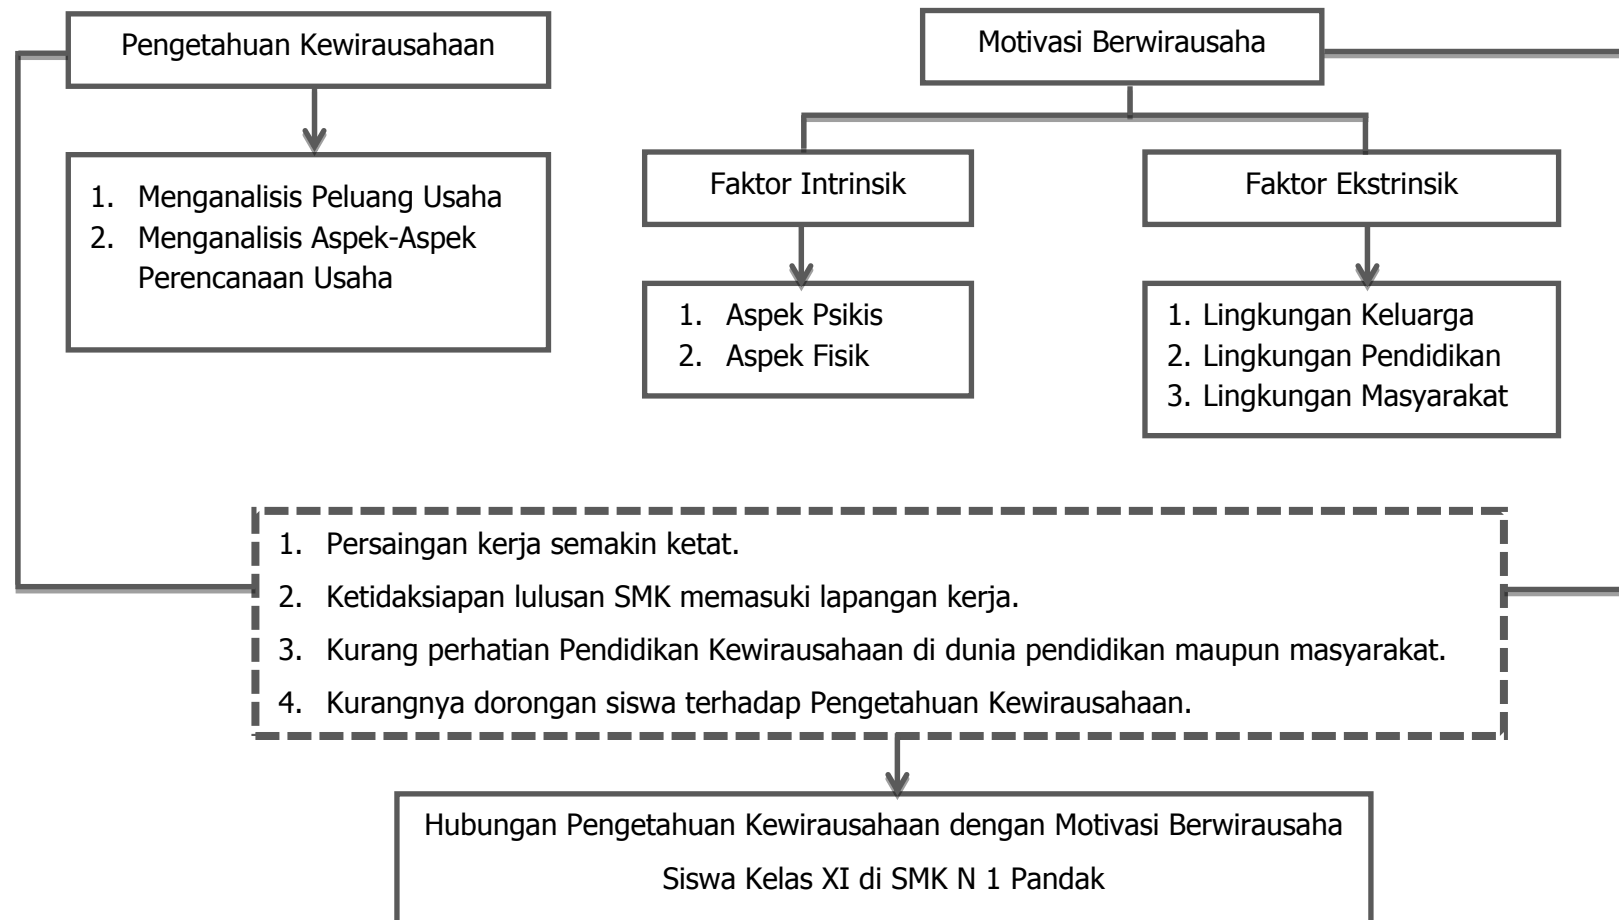 Pengetahuan Kewirausahaan
Motivasi Berwirausaha
1. Menganalisis Peluang Usaha
2. Menganalisis Aspek-Aspek
Perencanaan Usaha
Faktor Intrinsik
Faktor Ekstrinsik
1. Aspek Psikis
2. Aspek Fisik
1. Lingkungan Keluarga
2. Lingkungan Pendidikan
3. Lingkungan Masyarakat
1. Persaingan kerja semakin ketat.
2. Ketidaksiapan lulusan SMK memasuki lapangan kerja.
3. Kurang perhatian Pendidikan Kewirausahaan di dunia pendidikan maupun masyarakat.
4. Kurangnya dorongan siswa terhadap Pengetahuan Kewirausahaan.
Hubungan Pengetahuan Kewirausahaan dengan Motivasi Berwirausaha
Siswa Kelas XI di SMK N 1 Pandak